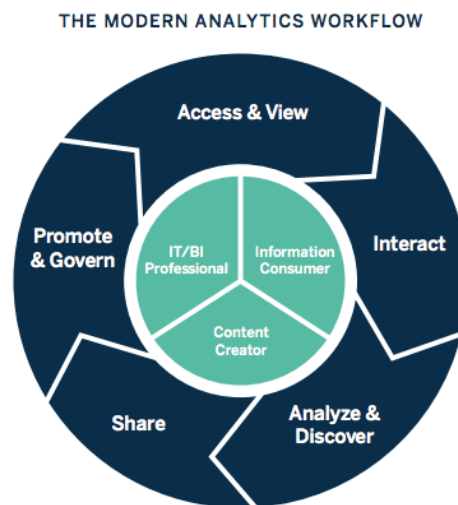 THE MODERN ANALYTICS WORKFLOW
Access & View
Interact
Analyze &
Discover
Share
Promote
& Govern
IT/BI
Professional
Information
Consumer
Content
Creator